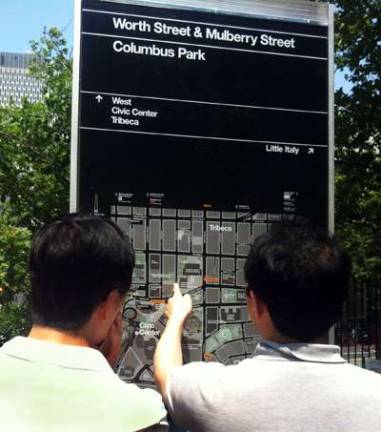 Worth Street & Mulberry Street
Columbus Park
West
Civic Center
Tribeca
Little Italy
Tribeca
Civic
Center